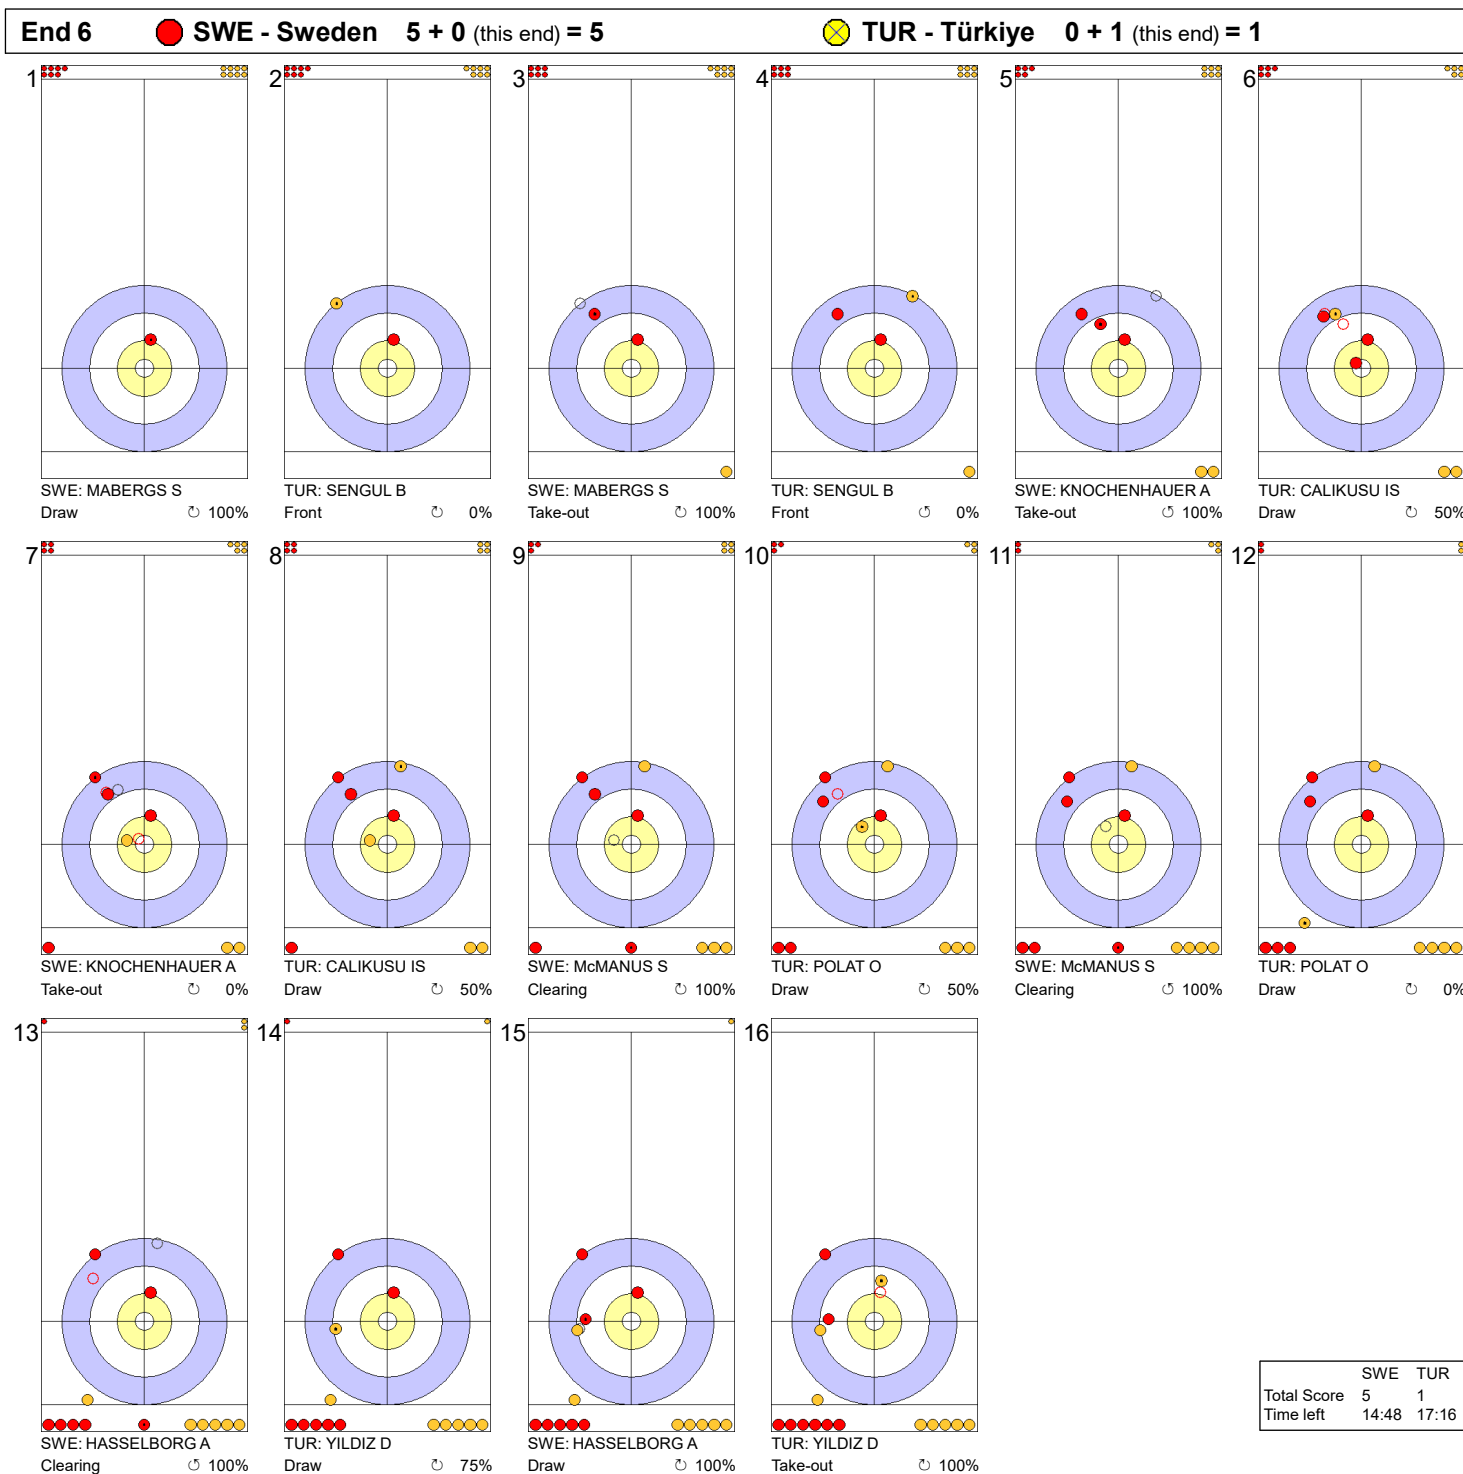 End 6 SWE - Sweden 5 + 0 (this end) = 5 TUR - Türkiye 0 + 1 (this end) = 1
1 2 3 4 5 6
SWE: MABERGS S TUR: SENGUL B SWE: MABERGS S TUR: SENGUL B SWE: KNOCHENHAUER A TUR: CALIKUSU IS
Draw ↻ 100% Front ↻ 0% Take-out ↻ 100% Front ↺ 0% Take-out ↻ 100% Draw ↻ 50%
7 8 9 10 11 12
SWE: KNOCHENHAUER A TUR: CALIKUSU IS SWE: McMANUS S TUR: POLAT O SWE: McMANUS S TUR: POLAT O
Take-out ↻ 0% Draw ↻ 50% Clearing ↻ 100% Draw ↻ 50% Clearing ↺ 100% Draw ↻ 0%
13 14 15 16
SWE: HASSELBORG A TUR: YILDIZ D SWE: HASSELBORG A TUR: YILDIZ D
Clearing ↺ 100% Draw ↻ 75% Draw ↻ 100% Take-out ↻ 100%
SWE TUR
Total Score 5 1
Time left 14:48 17:16